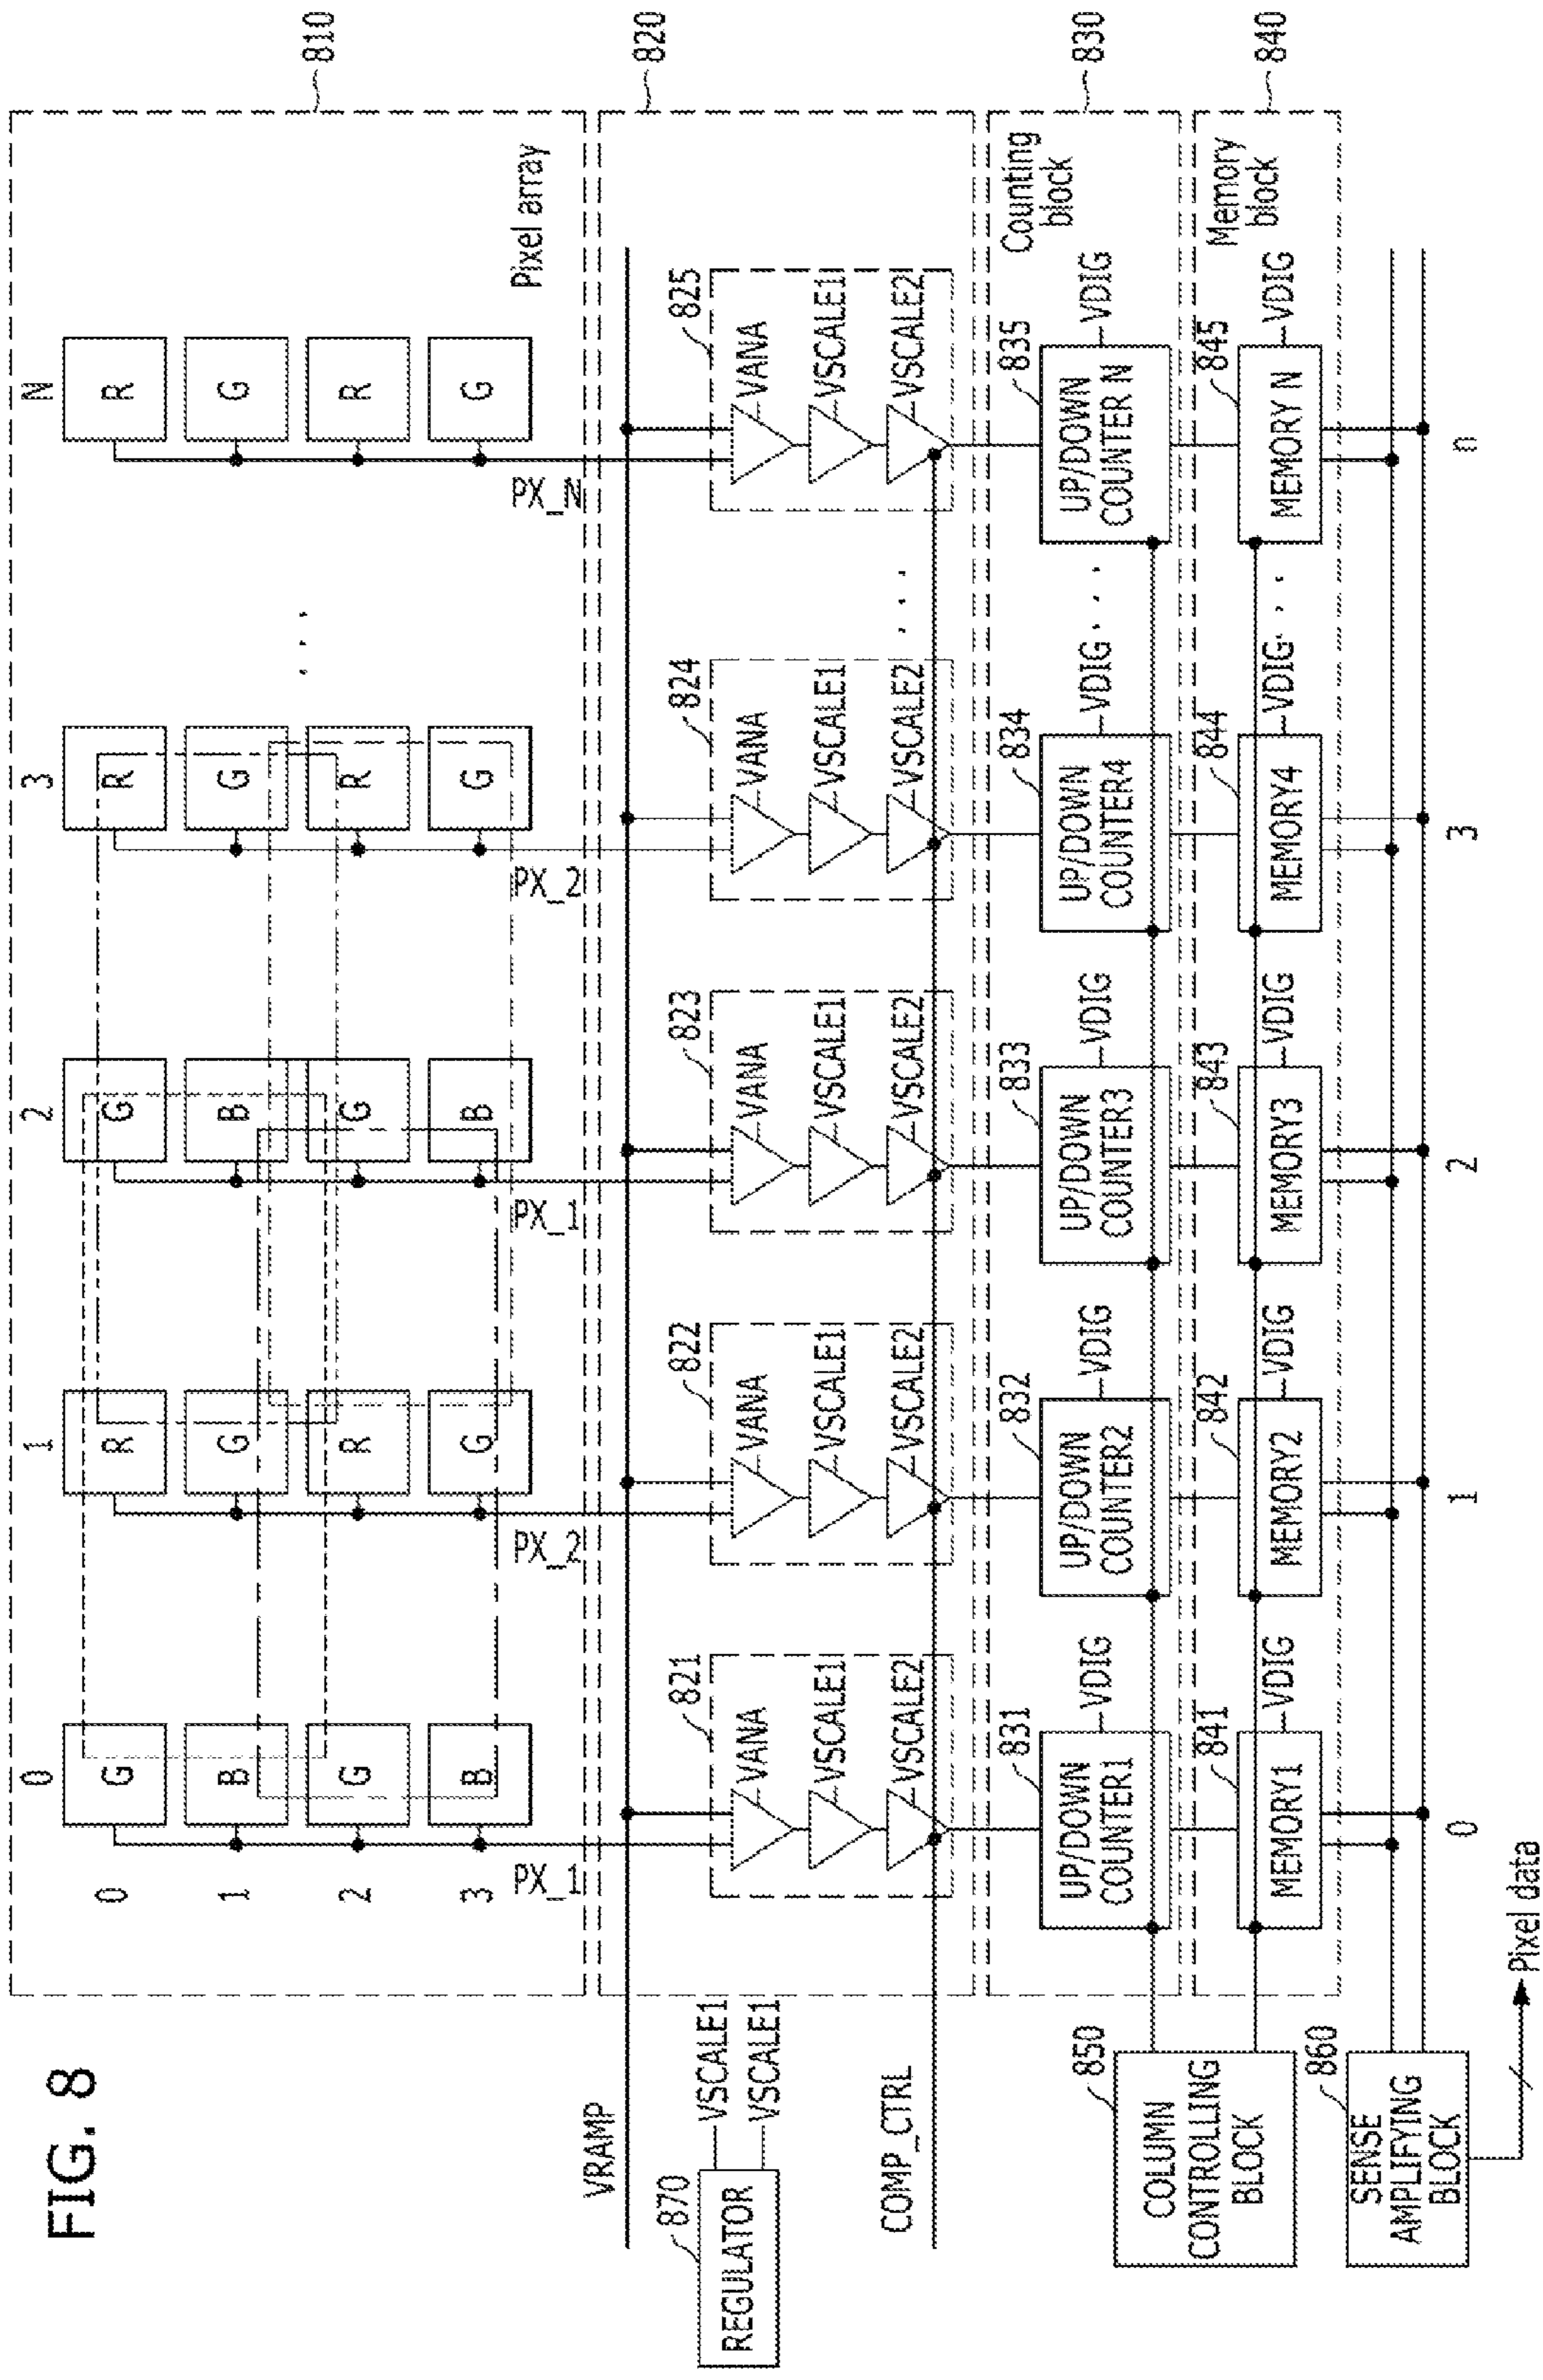 FIG. 8
810
Pixel array
0
1
2
3
N
0
G
R
G
R
R
1
B
G
B
G
G
2
G
R
G
R
R
3
B
G
B
G
G
. . .
PX_1
PX_2
PX_1
PX_2
PX_N
820
VRAMP
870
REGULATOR
VSCALE1
VSCALE1
821
VANA
VSCALE1
VSCALE2
822
VANA
VSCALE1
VSCALE2
823
VANA
VSCALE1
VSCALE2
824
VANA
VSCALE1
VSCALE2
. . .
825
VANA
VSCALE1
VSCALE2
COMP_CTRL
830
Counting
block
831
UP/DOWN
COUNTER1
VDIG
832
UP/DOWN
COUNTER2
VDIG
833
UP/DOWN
COUNTER3
VDIG
834
UP/DOWN
COUNTER4
VDIG
. . .
835
UP/DOWN
COUNTER N
VDIG
840
Memory
block
841
MEMORY1
VDIG
842
MEMORY2
VDIG
843
MEMORY3
VDIG
844
MEMORY4
VDIG
. . .
845
MEMORY N
VDIG
850
COLUMN
CONTROLLING
BLOCK
860
SENSE
AMPLIFYING
BLOCK
0
1
2
3
n
Pixel data